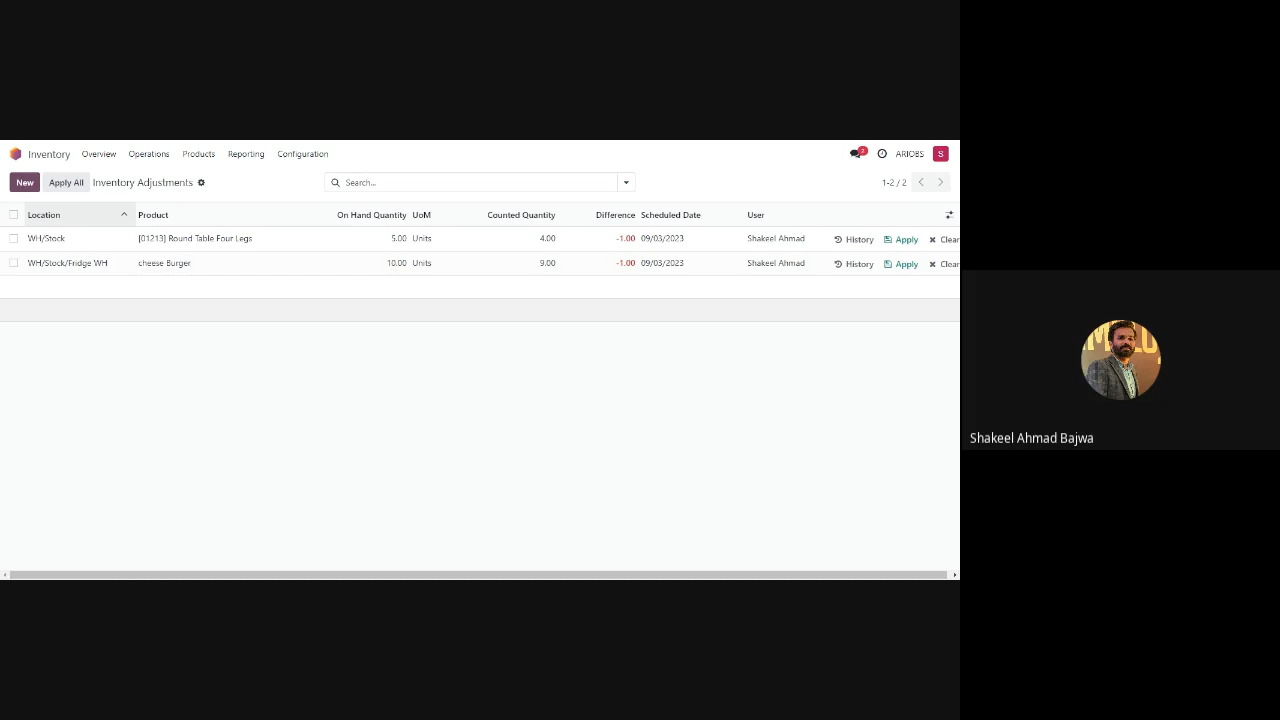 Inventory Overview Operations Products Reporting Configuration 2 ARIOBS S
New Apply All Inventory Adjustments Search... 1-2 / 2
Location Product On Hand Quantity UoM Counted Quantity Difference Scheduled Date User
WH/Stock [01213] Round Table Four Legs 5.00 Units 4.00 -1.00 09/03/2023 Shakeel Ahmad History Apply Clear
WH/Stock/Fridge WH cheese Burger 10.00 Units 9.00 -1.00 09/03/2023 Shakeel Ahmad History Apply Clear
Shakeel Ahmad Bajwa